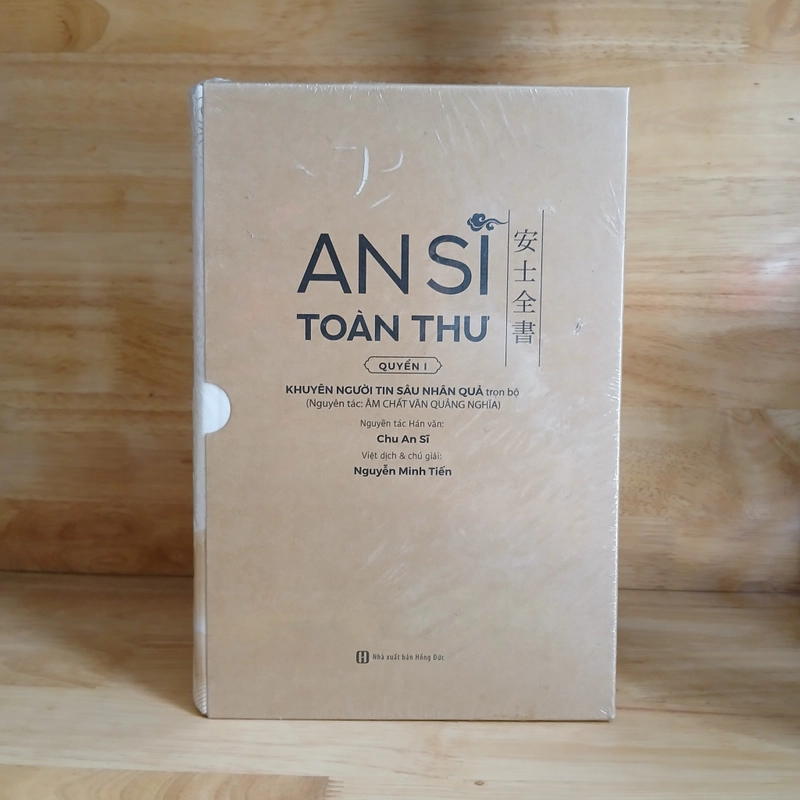 AN SĨ
TOÀN THƯ
安士全書
QUYỂN I
KHUYÊN NGƯỜI TIN SÂU NHÂN QUẢ trọn bộ
(Nguyên tác: ÂM CHẤT VĂN QUẢNG NGHĨA)
Nguyên tác Hán văn:
Chu An Sĩ
Việt dịch & chú giải:
Nguyễn Minh Tiến
Nhà xuất bản Hồng Đức